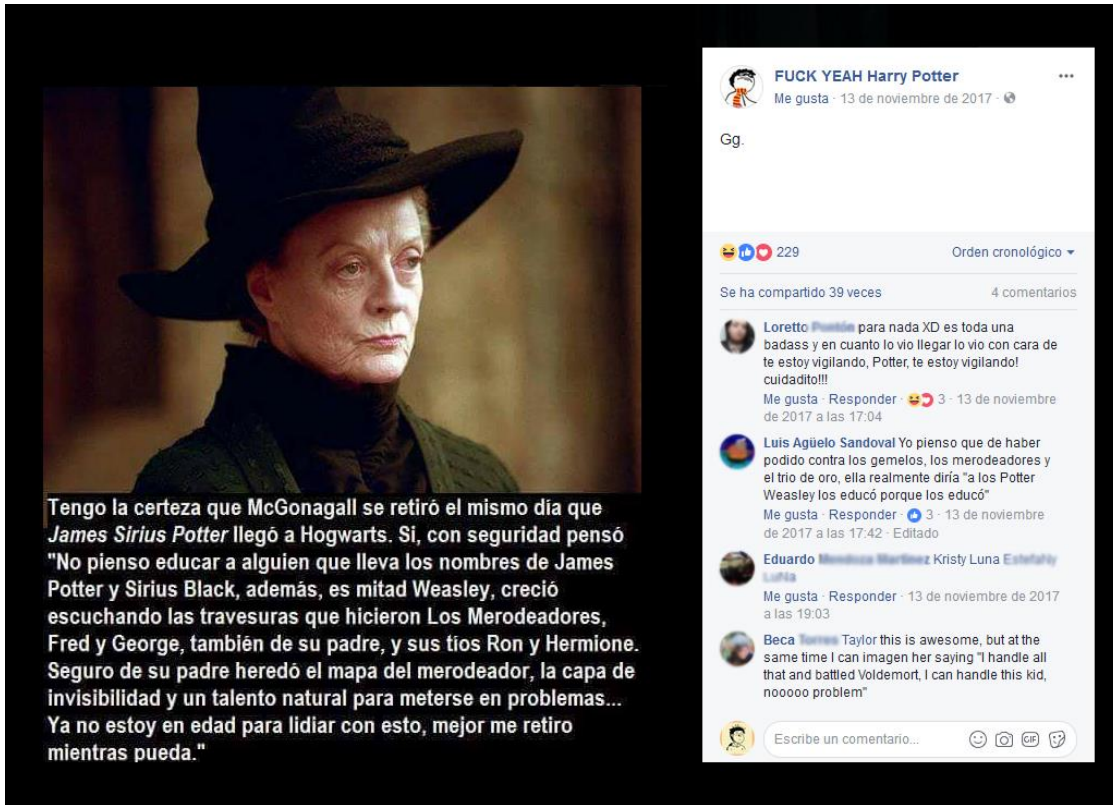 Tengo la certeza que McGonagall se retiró el mismo día que
James Sirius Potter llegó a Hogwarts. Si, con seguridad pensó
"No pienso educar a alguien que lleva los nombres de James
Potter y Sirius Black, además, es mitad Weasley, creció
escuchando las travesuras que hicieron Los Merodeadores,
Fred y George, también de su padre, y sus tíos Ron y Hermione.
Seguro de su padre heredó el mapa del merodeador, la capa de
invisibilidad y un talento natural para meterse en problemas...
Ya no estoy en edad para lidiar con esto, mejor me retiro
mientras pueda."
FUCK YEAH Harry Potter
Me gusta · 13 de noviembre de 2017 ·
Gg.
229
Orden cronológico
Se ha compartido 39 veces
4 comentarios
Loretto para nada XD es toda una
badass y en cuanto lo vio llegar lo vio con cara de
te estoy vigilando, Potter, te estoy vigilando!
cuidadito!!!
Me gusta · Responder · 3 · 13 de noviembre
de 2017 a las 17:04
Luis Agüelo Sandoval Yo pienso que de haber
podido contra los gemelos, los merodeadores y
el trio de oro, ella realmente diría "a los Potter
Weasley los educó porque los educó"
Me gusta · Responder · 3 · 13 de noviembre
de 2017 a las 17:42 · Editado
Eduardo Kristy Luna
Me gusta · Responder · 13 de noviembre de 2017
a las 19:03
Beca Taylor this is awesome, but at the
same time I can imagen her saying "I handle all
that and battled Voldemort, I can handle this kid,
nooooo problem"
Escribe un comentario...
GIF